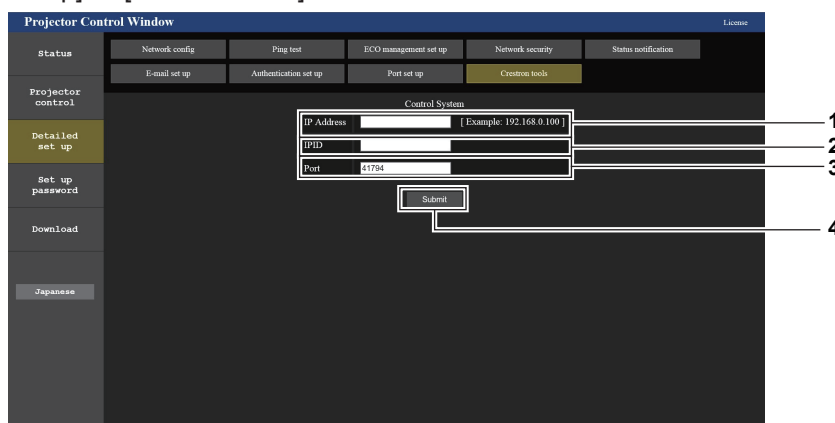 Projector Control Window
License
Status
Projector control
Detailed set up
Set up password
Download
Japanese
Network config
Ping test
ECO management set up
Network security
Status notification
E-mail set up
Authentication set up
Port set up
Crestron tools
Control System
IP Address [ Example: 192.168.0.100 ]
1
IPID
2
Port 41794
3
Submit
4